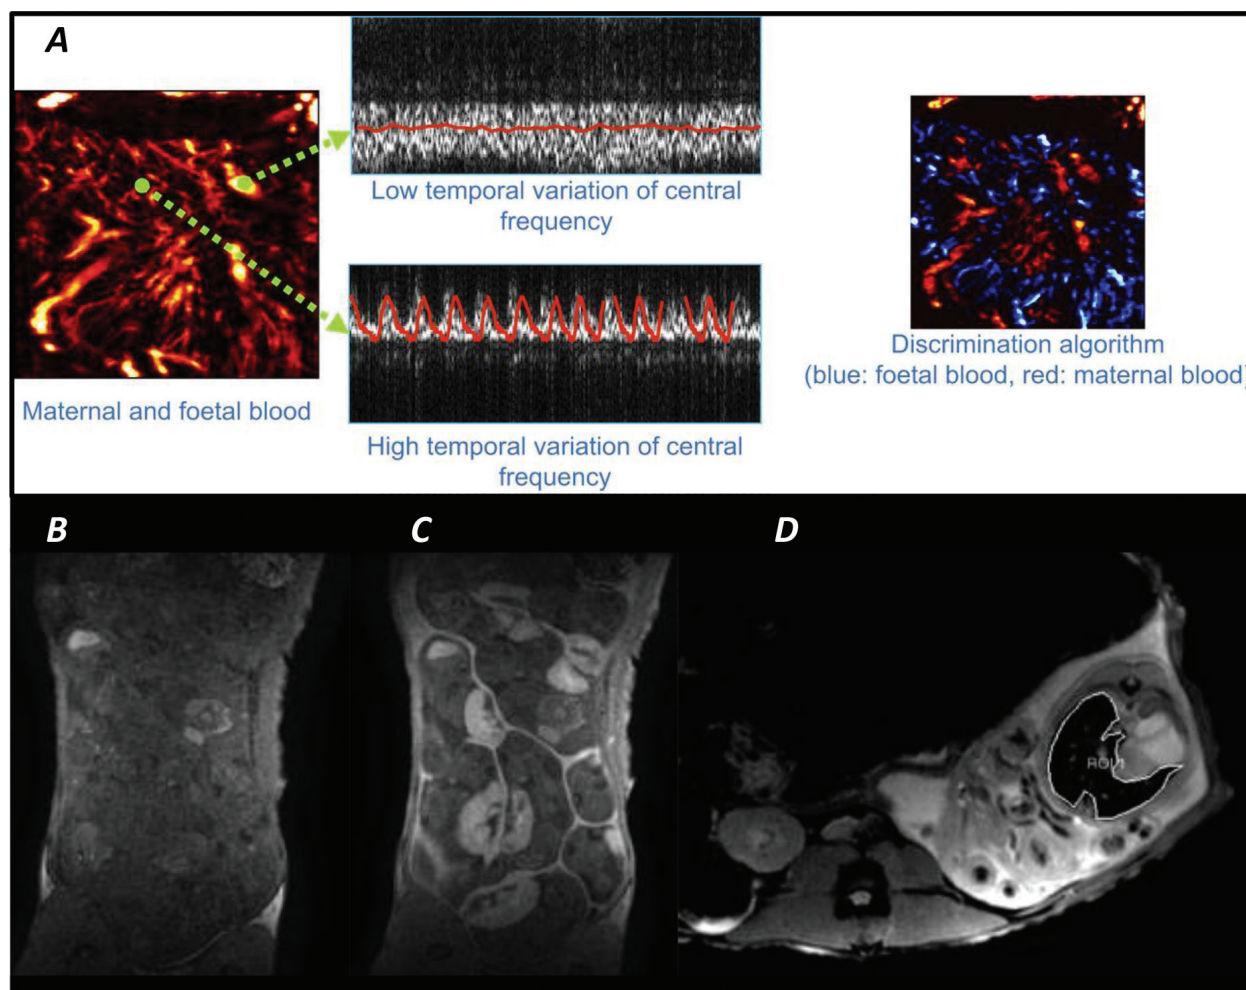 A
Low temporal variation of central
frequency
Maternal and foetal blood
High temporal variation of central
frequency
Discrimination algorithm
(blue: foetal blood, red: maternal blood)
B
C
D
ROI1